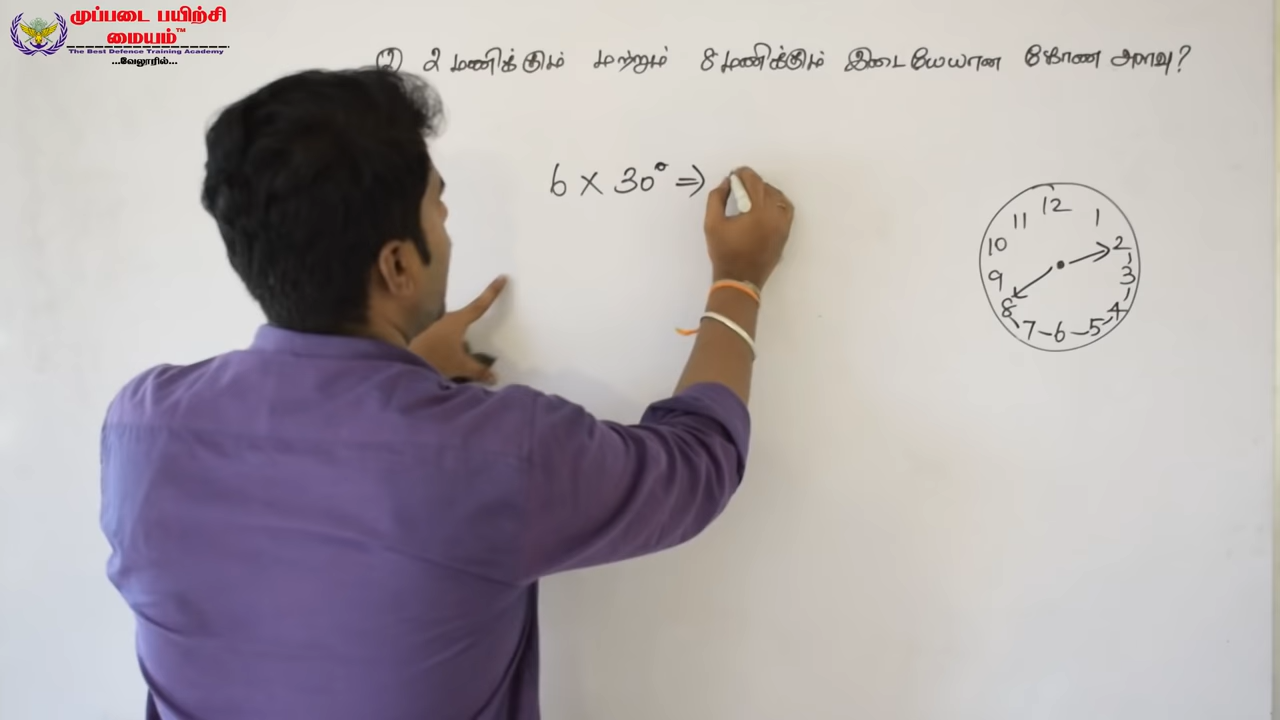 முப்படை பயிற்சி
மையம்™
The Best Defence Training Academy
...வேலூரில்...
2) 2 மணிக்கும் மற்றும் 8 மணிக்கும் இடையேயான கோண அளவு?
6 × 30° ⇒
12
11 1
10 2
9 3
8 4
7 6 5